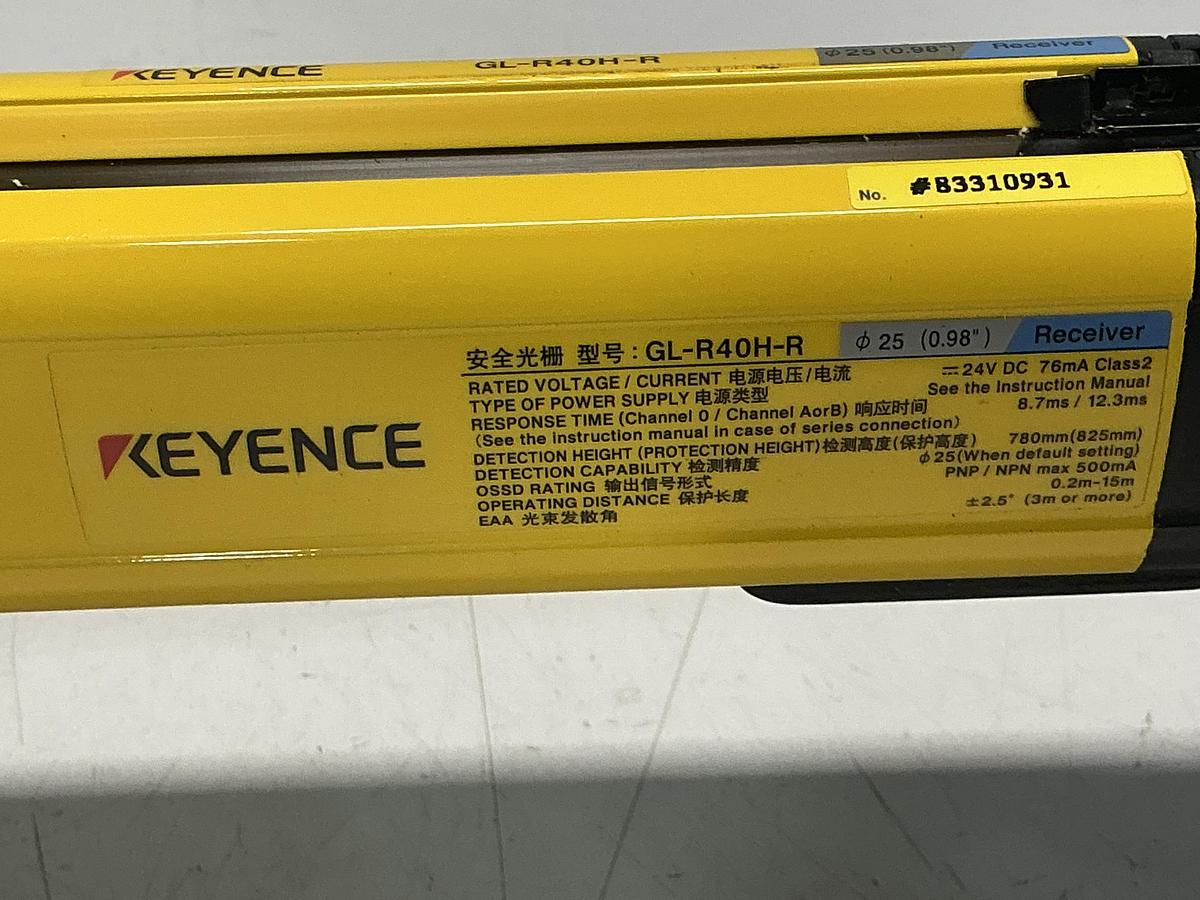 KEYENCE GL-R40H-R ϕ25 (0.98") Receiver
No. #83310931
安全光栅 型号:GL-R40H-R ϕ 25 (0.98") Receiver
RATED VOLTAGE / CURRENT 电源电压/电流 ⎓24V DC 76mA Class2
TYPE OF POWER SUPPLY 电源类型 See the Instruction Manual
RESPONSE TIME (Channel 0 / Channel AorB) 响应时间 8.7ms / 12.3ms
(See the instruction manual in case of series connection)
DETECTION HEIGHT (PROTECTION HEIGHT)检测高度(保护高度) 780mm(825mm)
DETECTION CAPABILITY 检测精度 ϕ25(When default setting)
OSSD RATING 输出信号形式 PNP / NPN max 500mA
OPERATING DISTANCE 保护长度 0.2m-15m
EAA 光束发散角 ±2.5° (3m or more)
KEYENCE